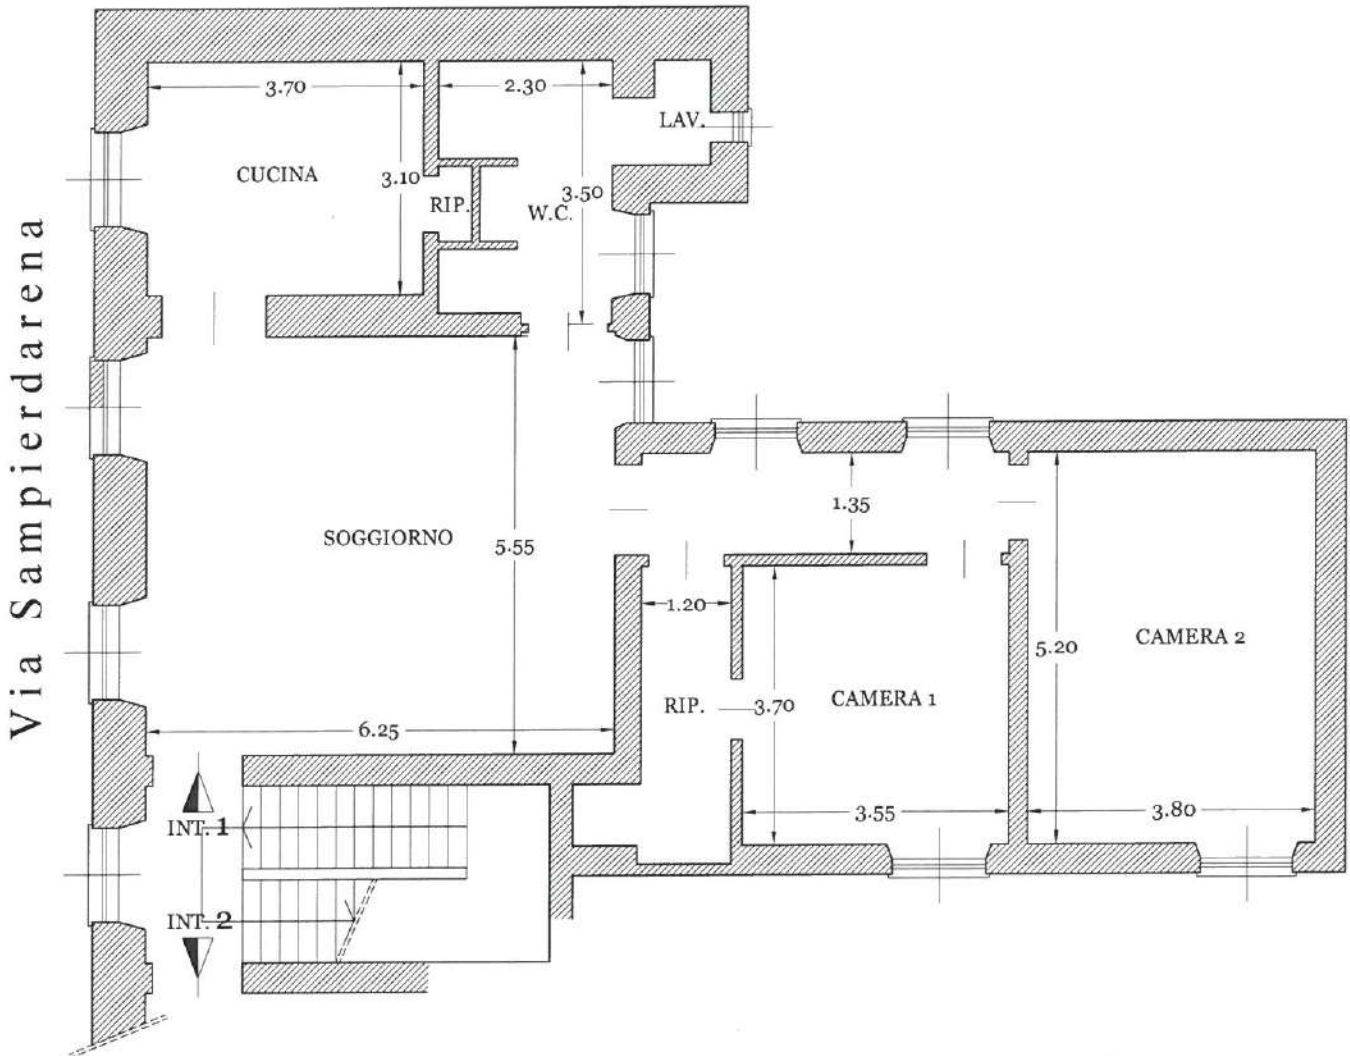 Via Sampierdarena
3.70
2.30
LAV.
CUCINA
3.10
3.50
RIP.
W.C.
1.35
SOGGIORNO
5.55
1.20
5.20
CAMERA 2
RIP.
3.70
CAMERA 1
6.25
3.55
3.80
INT. 1
INT. 2